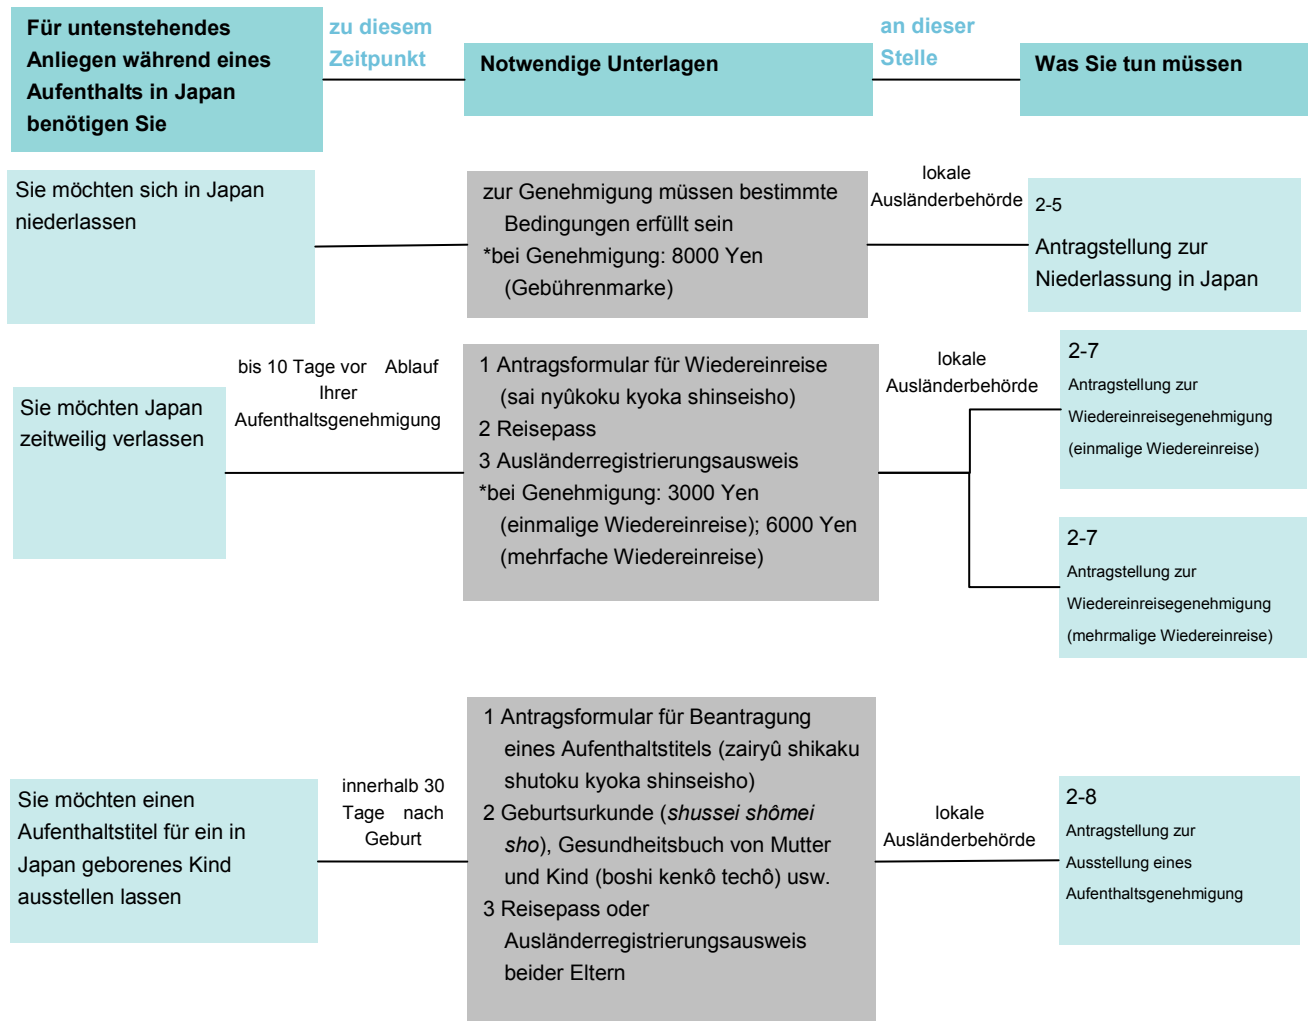 Für untenstehendes
Anliegen während eines
Aufenthalts in Japan
benötigen Sie
zu diesem
Zeitpunkt
Notwendige Unterlagen
an dieser
Stelle
Was Sie tun müssen
Sie möchten sich in Japan
niederlassen
zur Genehmigung müssen bestimmte
Bedingungen erfüllt sein
*bei Genehmigung: 8000 Yen
(Gebührenmarke)
lokale
Ausländerbehörde
2-5
Antragstellung zur
Niederlassung in Japan
Sie möchten Japan
zeitweilig verlassen
bis 10 Tage vor Ablauf
Ihrer
Aufenthaltsgenehmigung
1 Antragsformular für Wiedereinreise
(sai nyûkoku kyoka shinseisho)
2 Reisepass
3 Ausländerregistrierungsausweis
*bei Genehmigung: 3000 Yen
(einmalige Wiedereinreise); 6000 Yen
(mehrfache Wiedereinreise)
lokale
Ausländerbehörde
2-7
Antragstellung zur
Wiedereinreisegenehmigung
(einmalige Wiedereinreise)
2-7
Antragstellung zur
Wiedereinreisegenehmigung
(mehrmalige Wiedereinreise)
Sie möchten einen
Aufenthaltstitel für ein in
Japan geborenes Kind
ausstellen lassen
innerhalb 30
Tage nach
Geburt
1 Antragsformular für Beantragung
eines Aufenthaltstitels (zairyû shikaku
shutoku kyoka shinseisho)
2 Geburtsurkunde (shussei shômei
sho), Gesundheitsbuch von Mutter
und Kind (boshi kenkô techô) usw.
3 Reisepass oder
Ausländerregistrierungsausweis
beider Eltern
lokale
Ausländerbehörde
2-8
Antragstellung zur
Ausstellung eines
Aufenthaltsgenehmigung